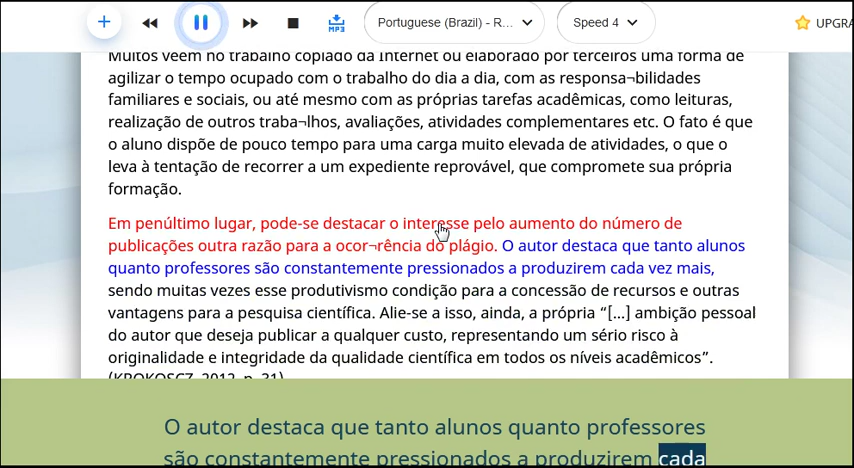 MP3
Portuguese (Brazil) - R...
Speed 4
UPGRA
Muitos veem no trabalho copiado da Internet ou elaborado por terceiros uma forma de
agilizar o tempo ocupado com o trabalho do dia a dia, com as responsa¬bilidades
familiares e sociais, ou até mesmo com as próprias tarefas acadêmicas, como leituras,
realização de outros traba¬lhos, avaliações, atividades complementares etc. O fato é que
o aluno dispõe de pouco tempo para uma carga muito elevada de atividades, o que o
leva à tentação de recorrer a um expediente reprovável, que compromete sua própria
formação.
Em penúltimo lugar, pode-se destacar o interesse pelo aumento do número de
publicações outra razão para a ocor¬rência do plágio. O autor destaca que tanto alunos
quanto professores são constantemente pressionados a produzirem cada vez mais,
sendo muitas vezes esse produtivismo condição para a concessão de recursos e outras
vantagens para a pesquisa científica. Alie-se a isso, ainda, a própria “[...] ambição pessoal
do autor que deseja publicar a qualquer custo, representando um sério risco à
originalidade e integridade da qualidade científica em todos os níveis acadêmicos”.
(KROKOSCZ, 2012, p. 31)
O autor destaca que tanto alunos quanto professores
são constantemente pressionados a produzirem cada